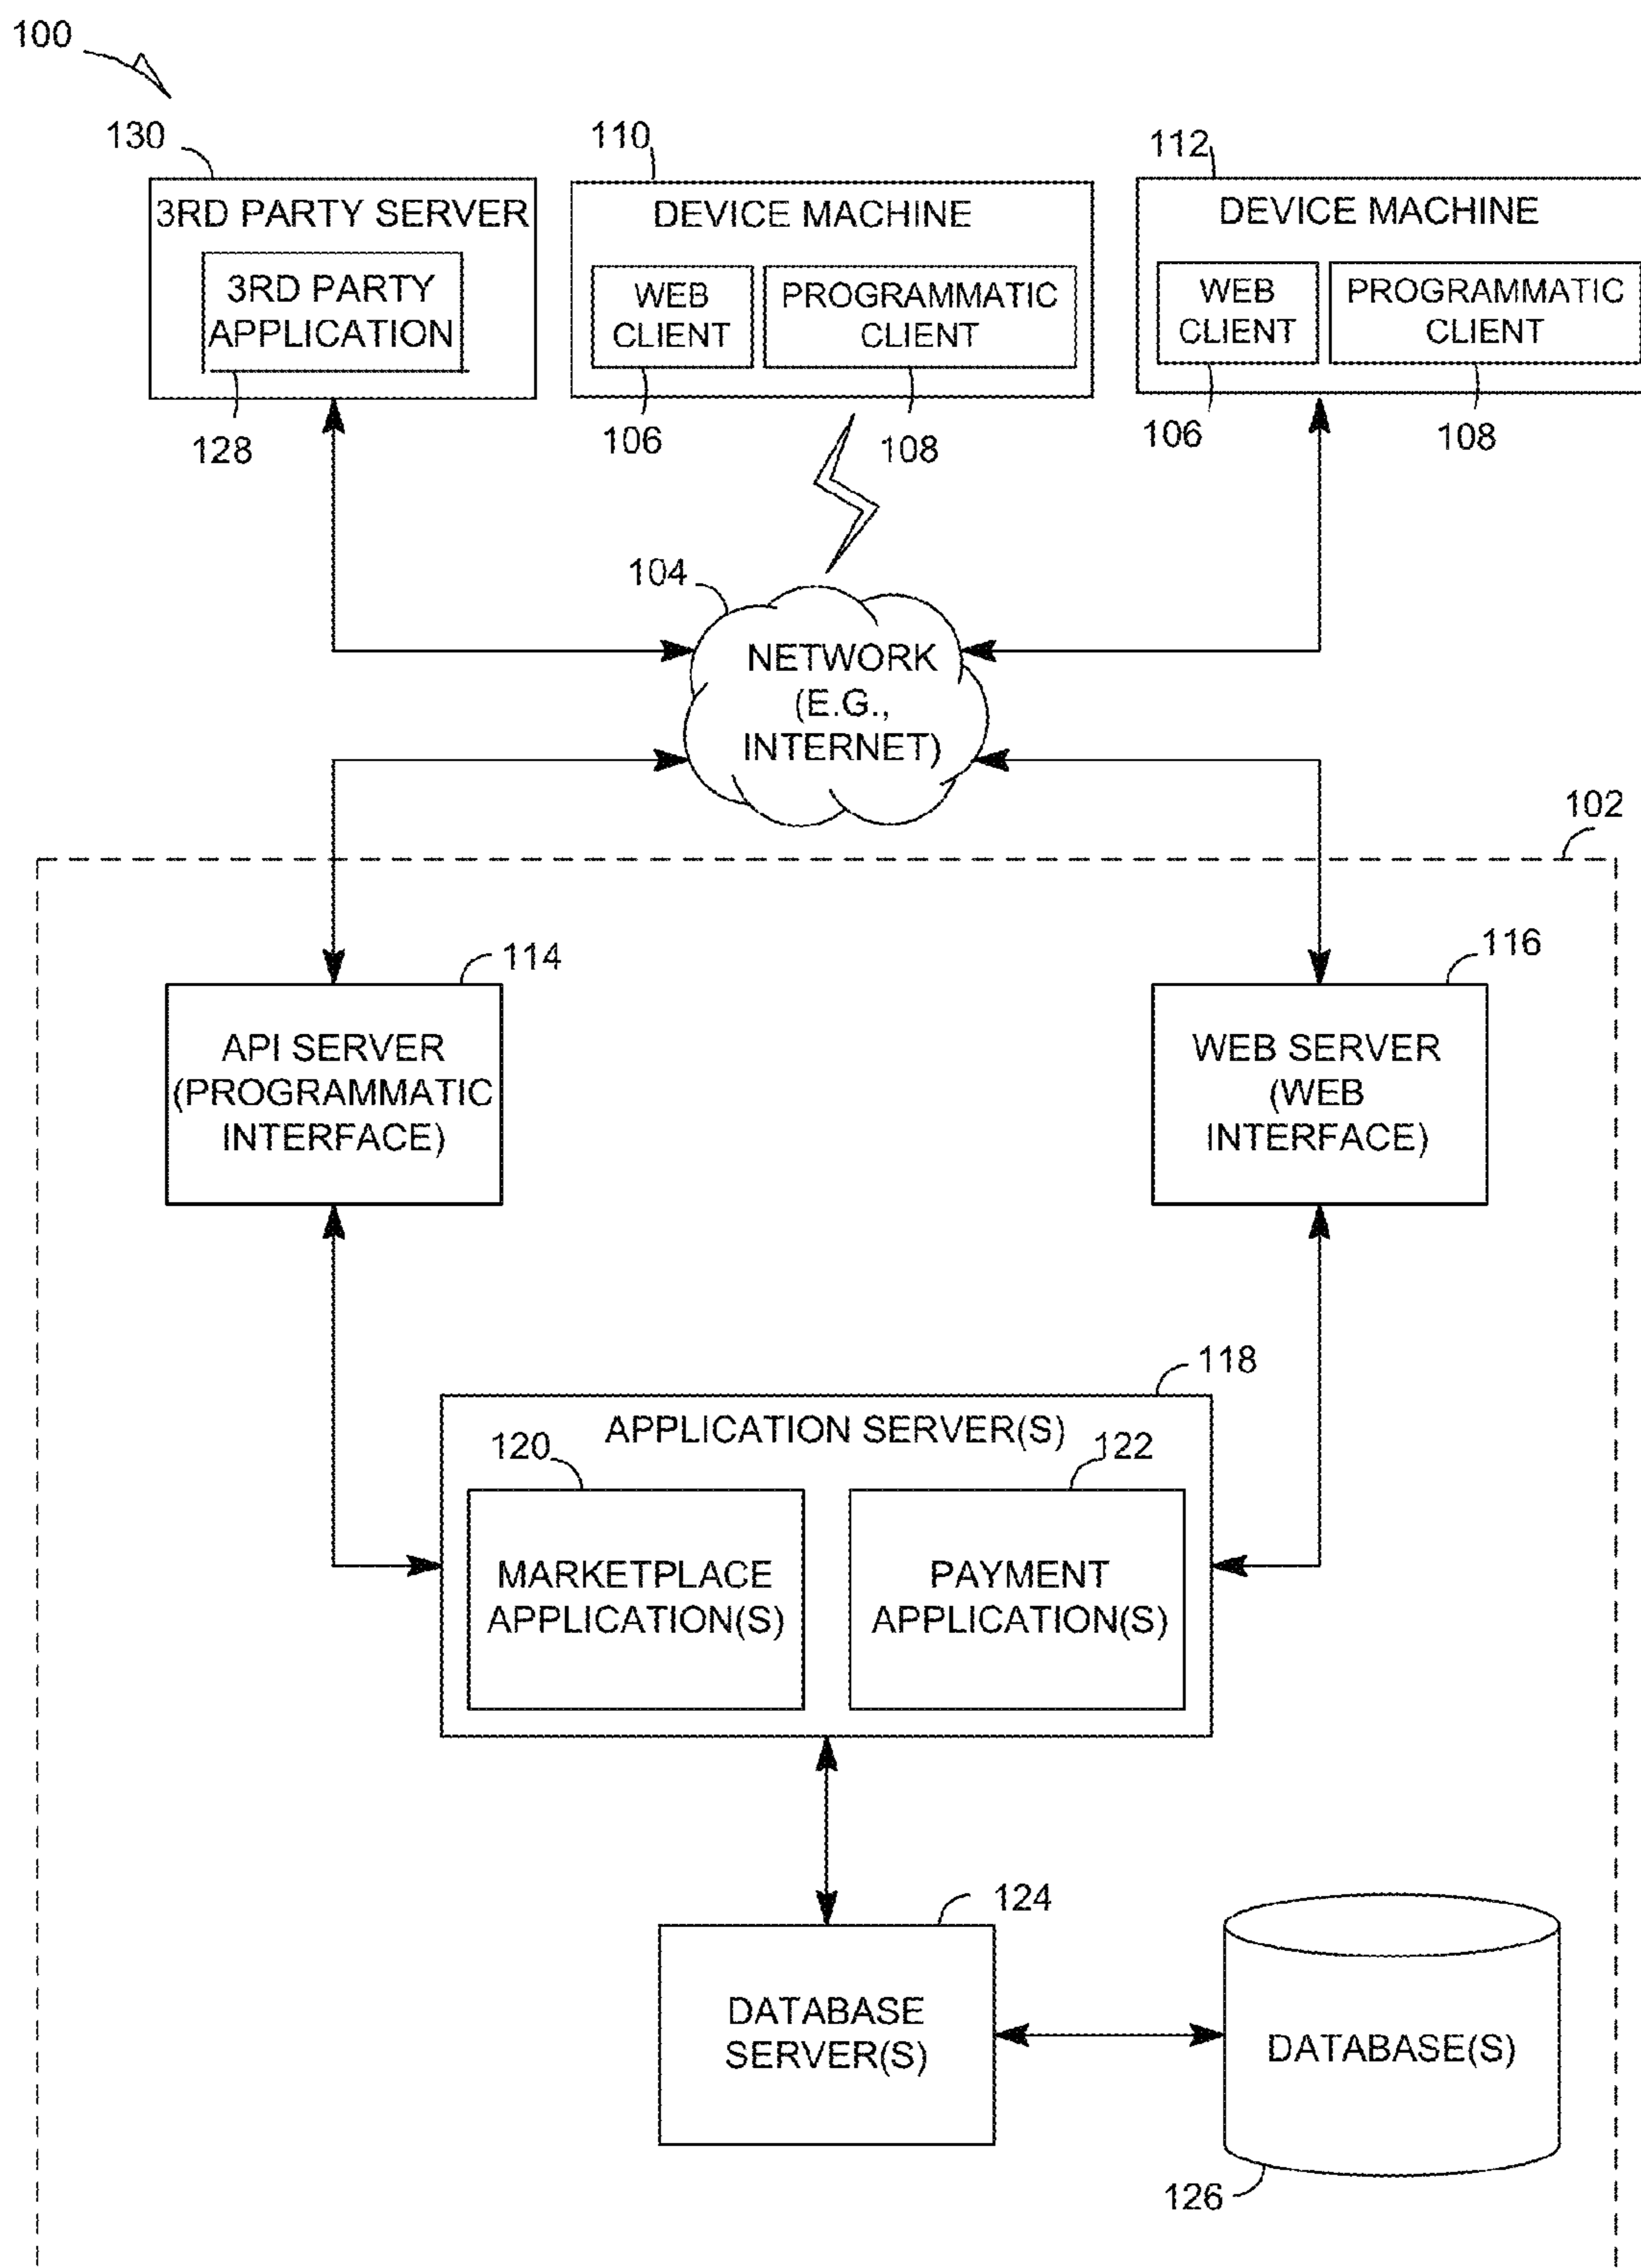 100
130
110
112
3RD PARTY SERVER
3RD PARTY
APPLICATION
128
DEVICE MACHINE
WEB
CLIENT
PROGRAMMATIC
CLIENT
106
108
DEVICE MACHINE
WEB
CLIENT
PROGRAMMATIC
CLIENT
106
108
104
NETWORK
(E.G.,
INTERNET)
102
114
API SERVER
(PROGRAMMATIC
INTERFACE)
116
WEB SERVER
(WEB
INTERFACE)
118
APPLICATION SERVER(S)
120
122
MARKETPLACE
APPLICATION(S)
PAYMENT
APPLICATION(S)
124
DATABASE
SERVER(S)
DATABASE(S)
126